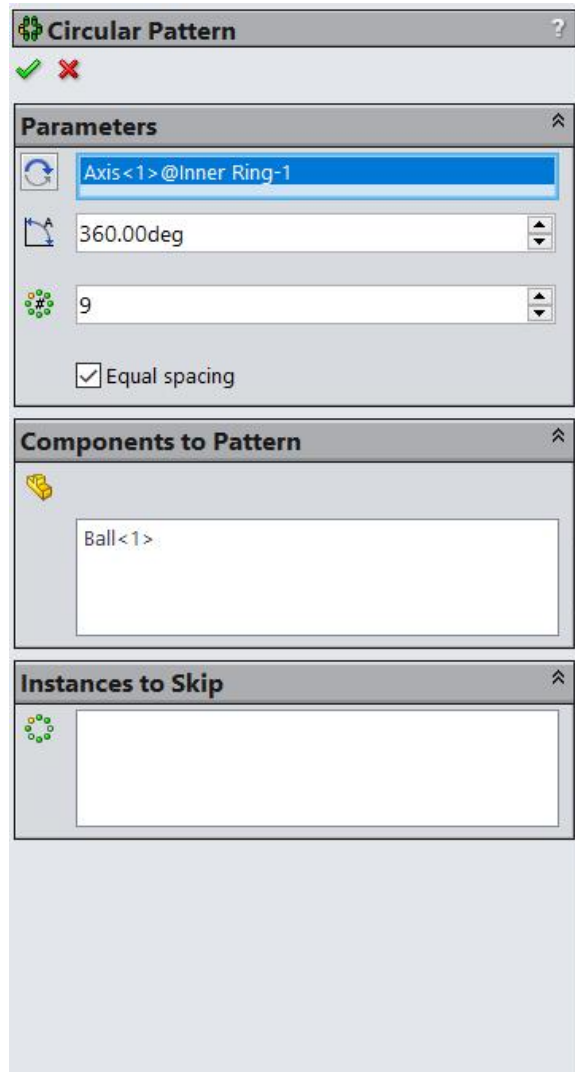 Circular Pattern
?
Parameters
Axis<1>@Inner Ring-1
A
360.00deg
#
9
Equal spacing
Components to Pattern
Ball<1>
Instances to Skip